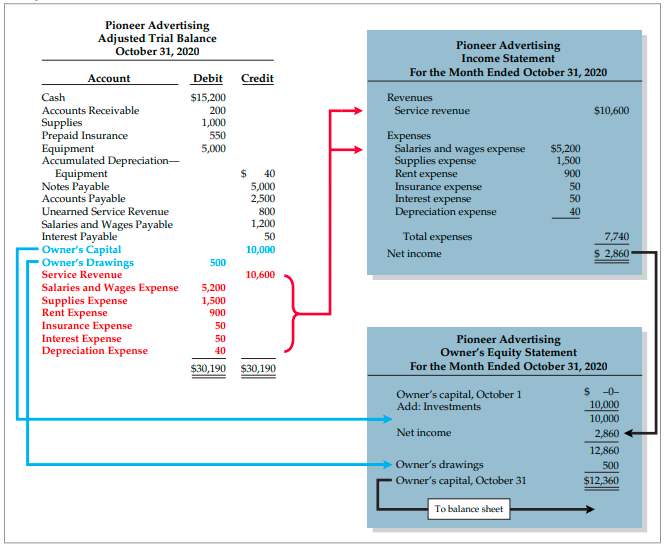 Pioneer Advertising
Adjusted Trial Balance
October 31, 2020
Account Debit Credit
Cash $15,200
Accounts Receivable 200
Supplies 1,000
Prepaid Insurance 550
Equipment 5,000
Accumulated Depreciation—
Equipment $ 40
Notes Payable 5,000
Accounts Payable 2,500
Unearned Service Revenue 800
Salaries and Wages Payable 1,200
Interest Payable 50
Owner's Capital 10,000
Owner's Drawings 500
Service Revenue 10,600
Salaries and Wages Expense 5,200
Supplies Expense 1,500
Rent Expense 900
Insurance Expense 50
Interest Expense 50
Depreciation Expense 40
$30,190 $30,190
Pioneer Advertising
Income Statement
For the Month Ended October 31, 2020
Revenues
Service revenue $10,600
Expenses
Salaries and wages expense $5,200
Supplies expense 1,500
Rent expense 900
Insurance expense 50
Interest expense 50
Depreciation expense 40
Total expenses 7,740
Net income $ 2,860
Pioneer Advertising
Owner's Equity Statement
For the Month Ended October 31, 2020
Owner's capital, October 1 $ –0–
Add: Investments 10,000
10,000
Net income 2,860
12,860
Owner's drawings 500
Owner's capital, October 31 $12,360
To balance sheet